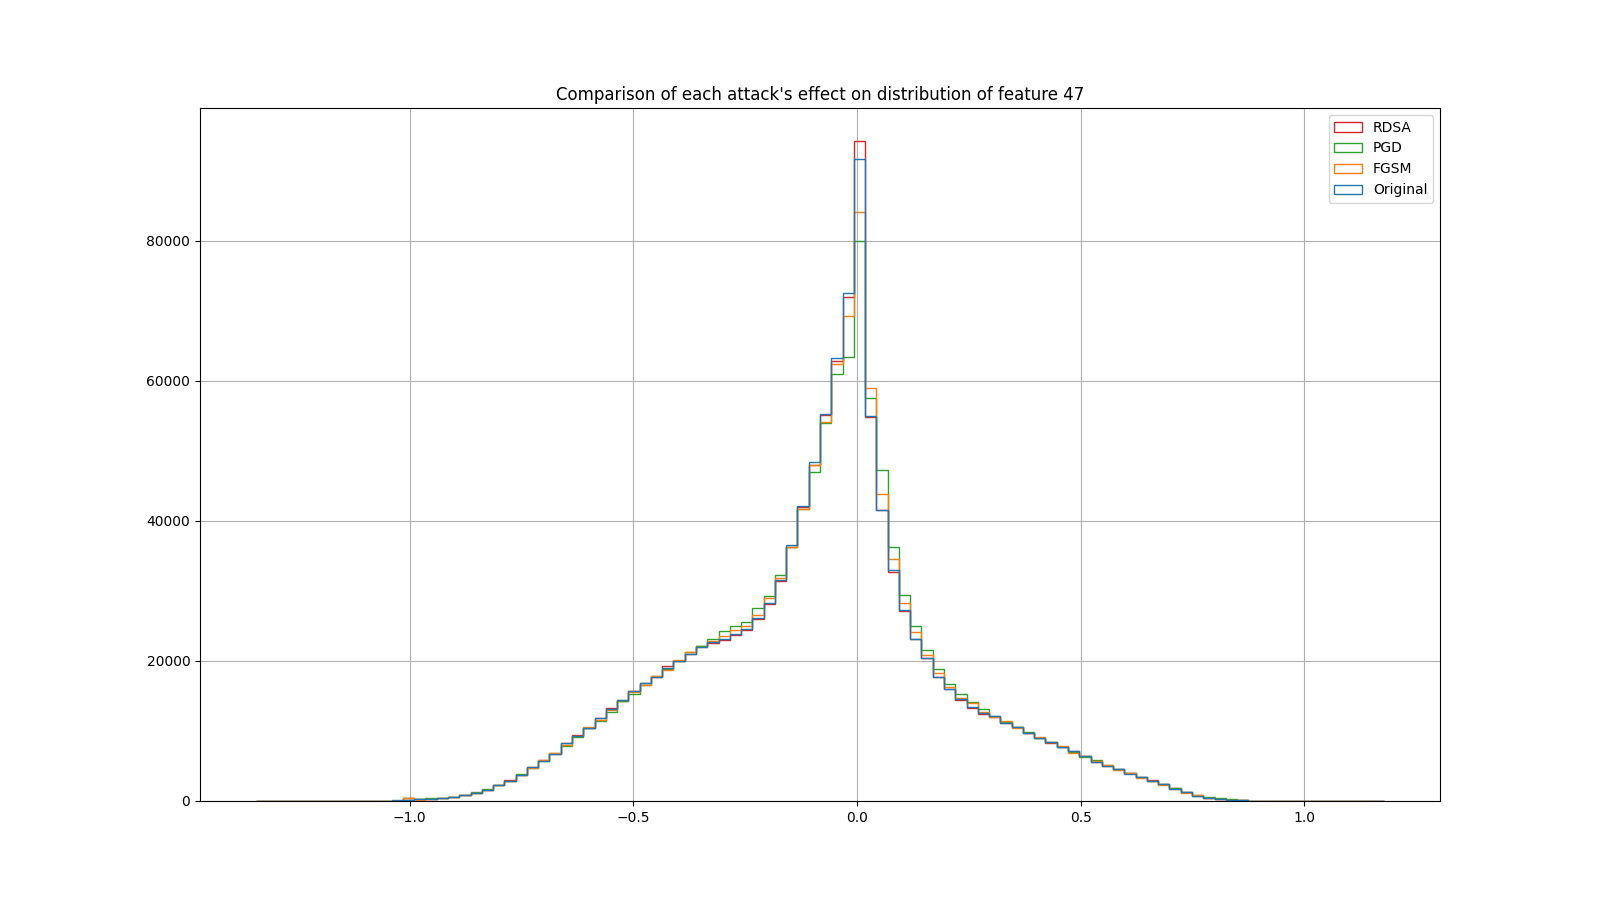 Comparison of each attack's effect on distribution of feature 47
RDSA
PGD
FGSM
Original
80000
60000
40000
20000
0
−1.0
−0.5
0.0
0.5
1.0